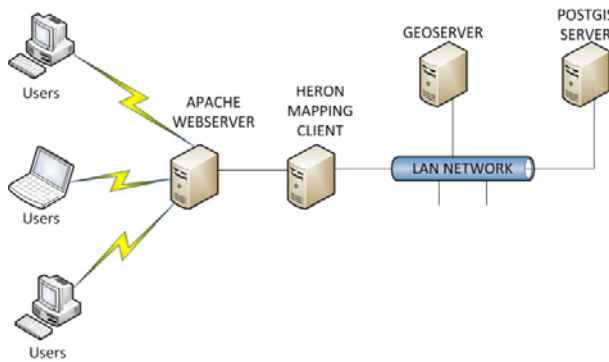 Users
Users
Users
APACHE
WEBSERVER
HERON
MAPPING
CLIENT
GEOSERVER
POSTGIS
SERVER
LAN NETWORK